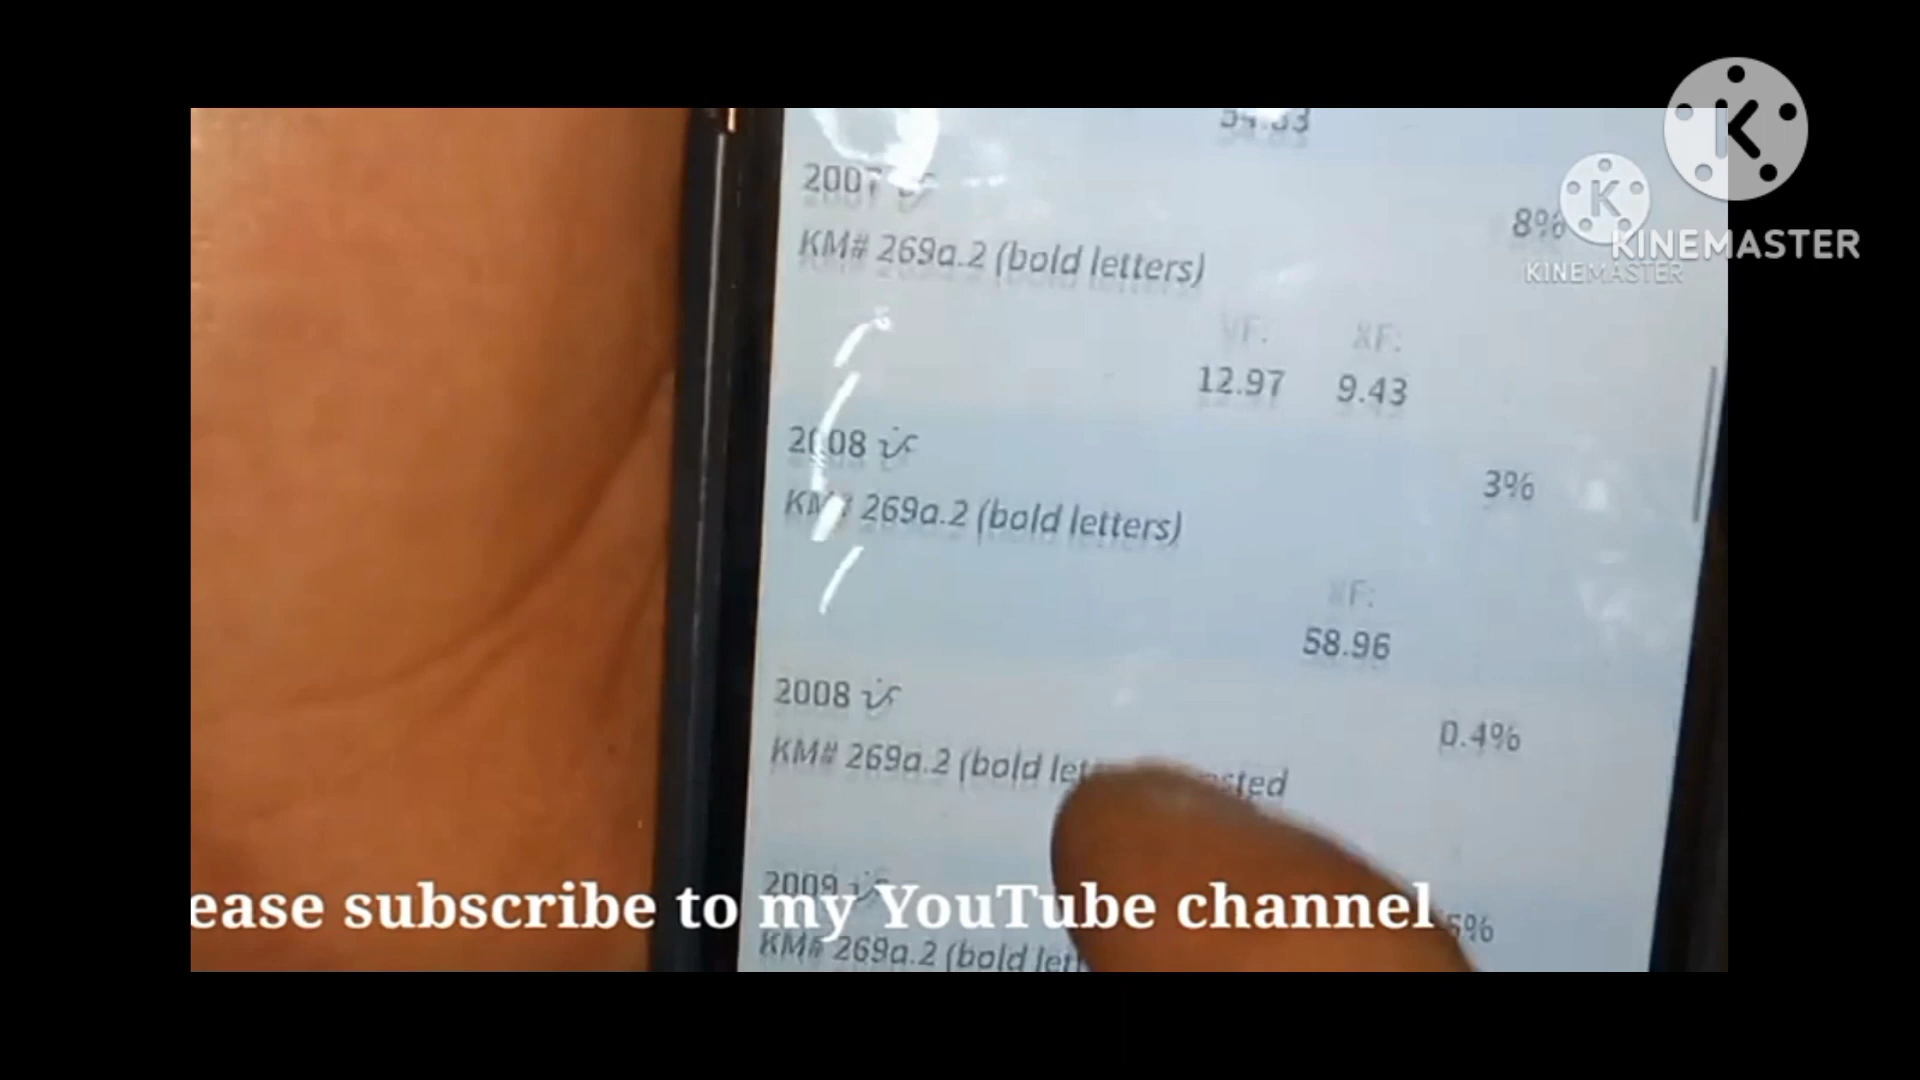 54.83
2007
8%
KM# 269a.2 (bold letters)
VF: XF:
12.97 9.43
2008
3%
KM# 269a.2 (bold letters)
XF:
58.96
2008
0.4%
KM# 269a.2 (bold
2009
KM# 269a.2 (bold
ease subscribe to my YouTube channel
KINEMASTER
KINEMASTER